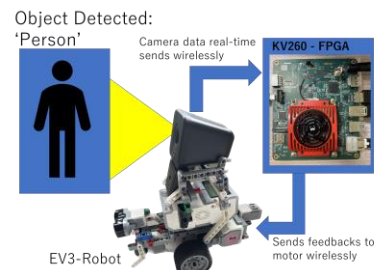 Object Detected:
'Person'
Camera data real-time
sends wirelessly
KV260 - FPGA
Sends feedbacks to
motor wirelessly
EV3-Robot